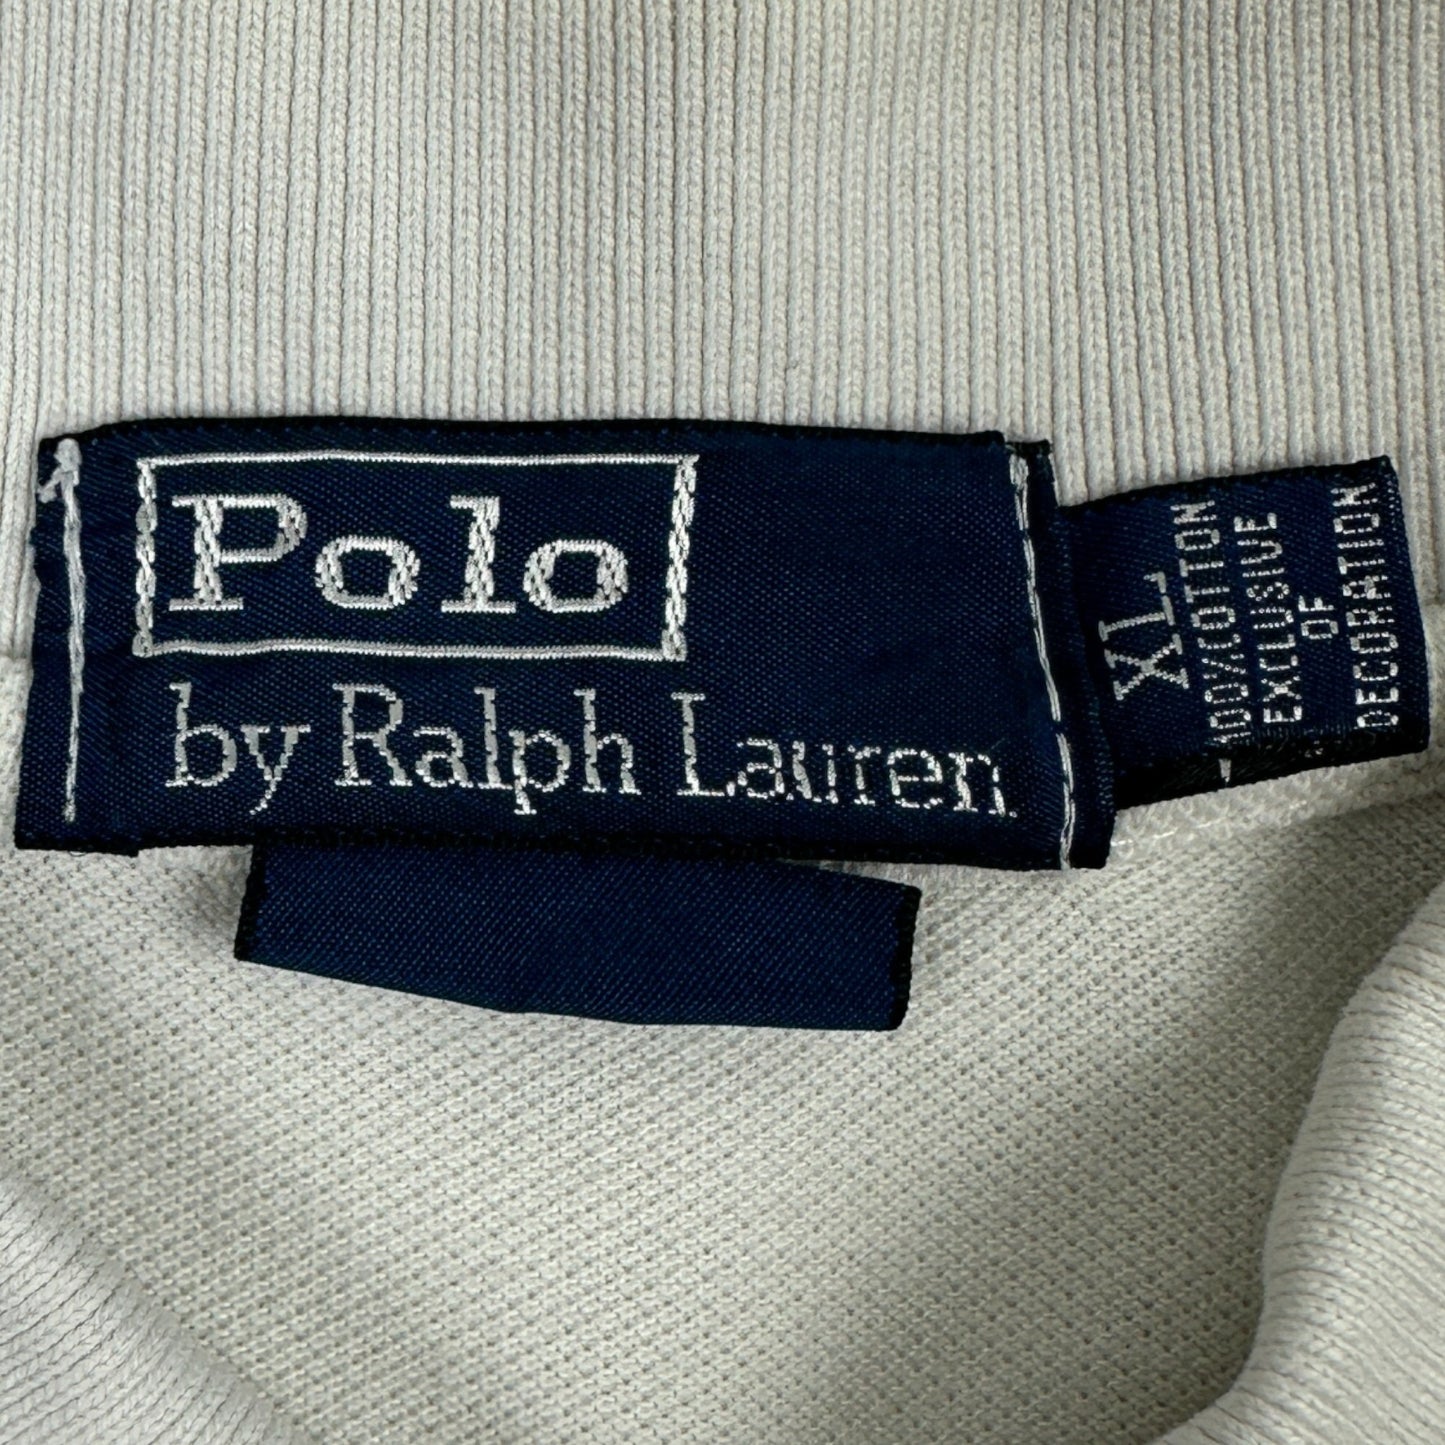 Polo
by Ralph Lauren.
XL
100%COTTON
EXCLUSIVE
OF
DECORATION